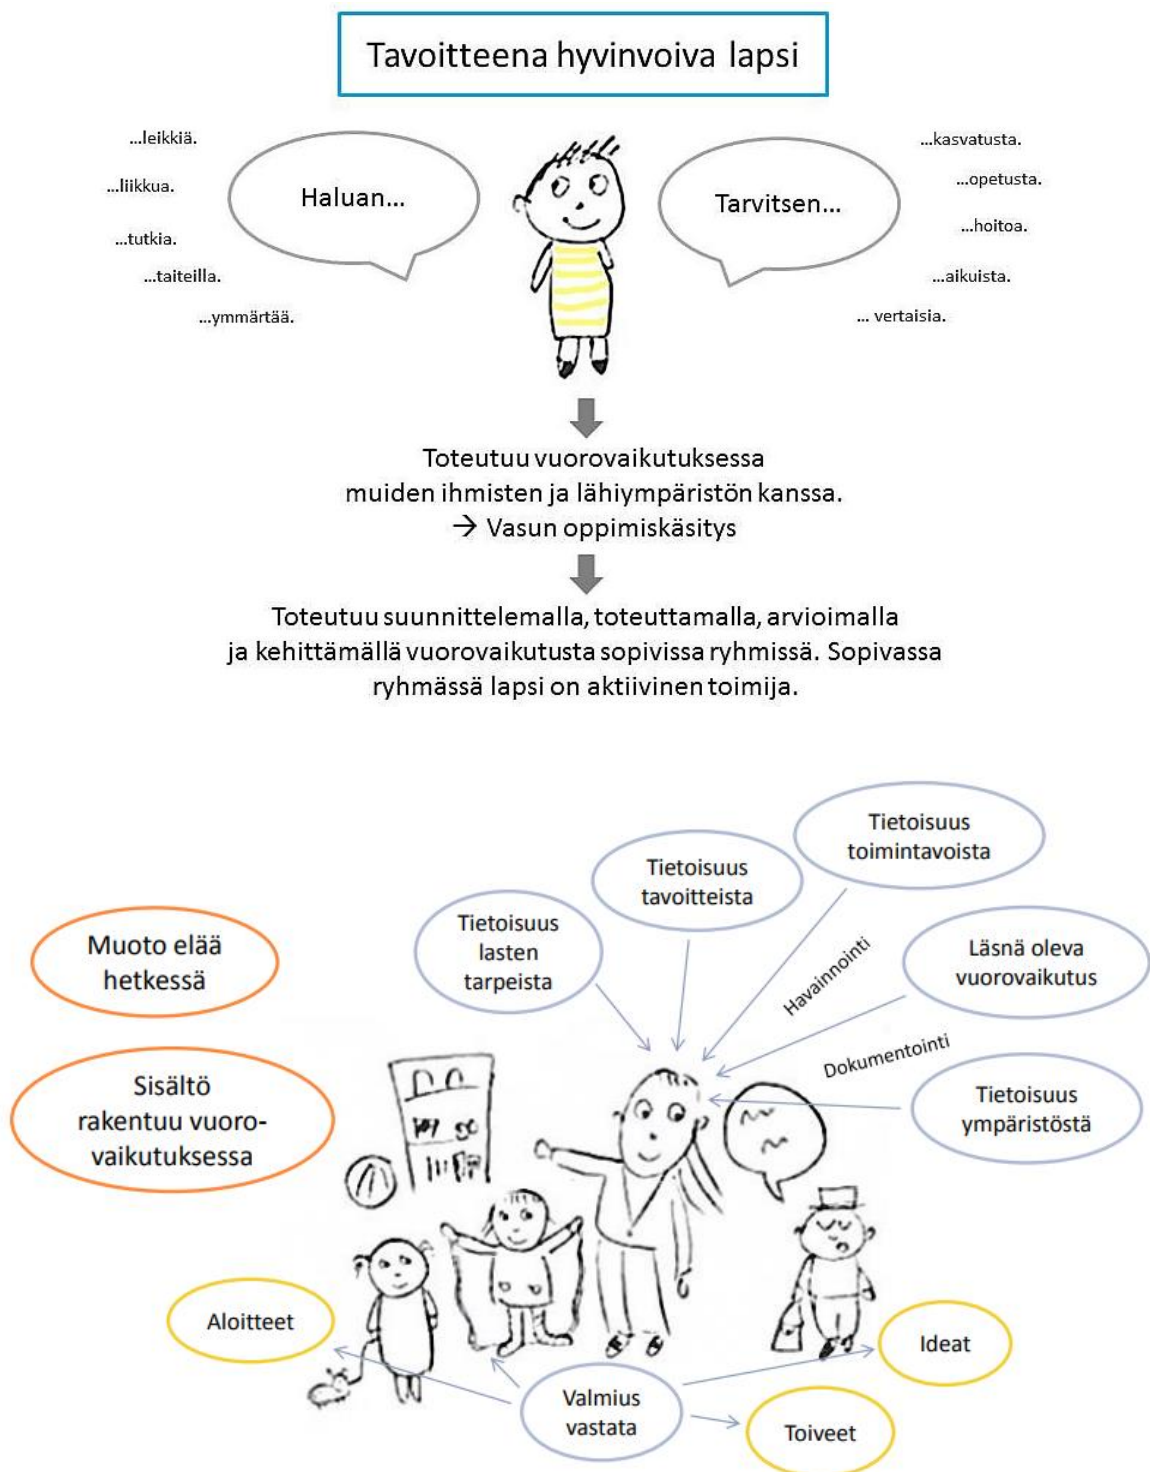 Tavoitteena hyvinvoiva lapsi
...leikkiä.
...liikkua.
...tutkia.
...taiteilla.
...ymmärtää.
Haluan...
Tarvitsen...
...kasvatusta.
...opetusta.
...hoitoa.
...aikuista.
... vertaisia.
Toteutuu vuorovaikutuksessa
muiden ihmisten ja lähiympäristön kanssa.
→ Vasun oppimiskäsitys
Toteutuu suunnittelemalla, toteuttamalla, arvioimalla
ja kehittämällä vuorovaikutusta sopivissa ryhmissä. Sopivassa
ryhmässä lapsi on aktiivinen toimija.
Tietoisuus
toimintavoista
Tietoisuus
tavoitteista
Tietoisuus
lasten
tarpeista
Muoto elää
hetkessä
Läsnä oleva
vuorovaikutus
Havainnointi
Dokumentointi
Sisältö
rakentuu vuoro-
vaikutuksessa
Tietoisuus
ympäristöstä
Aloitteet
Ideat
Valmius
vastata
Toiveet